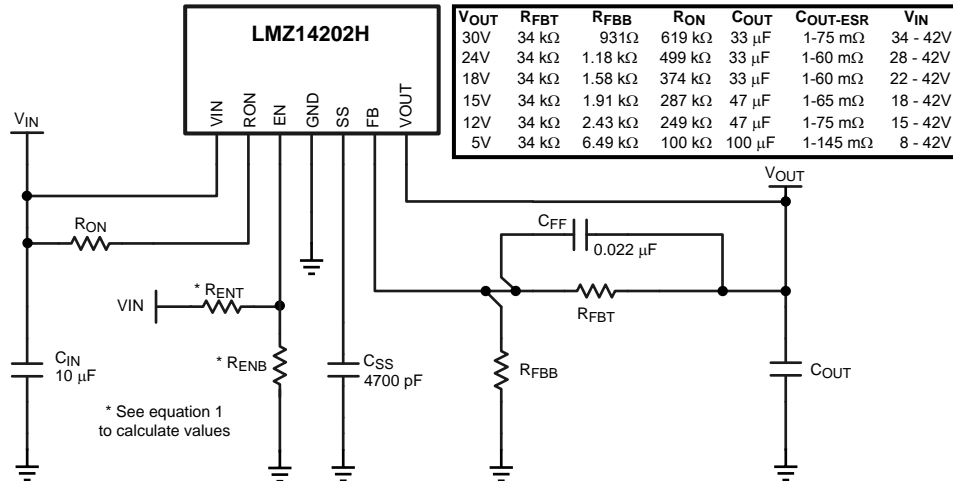 LMZ14202H
VIN
RON
EN
GND
SS
FB
VOUT
VOUT RFBT RFBB RON COUT COUT-ESR VIN
30V 34 kΩ 931Ω 619 kΩ 33 μF 1-75 mΩ 34 - 42V
24V 34 kΩ 1.18 kΩ 499 kΩ 33 μF 1-60 mΩ 28 - 42V
18V 34 kΩ 1.58 kΩ 374 kΩ 33 μF 1-60 mΩ 22 - 42V
15V 34 kΩ 1.91 kΩ 287 kΩ 47 μF 1-65 mΩ 18 - 42V
12V 34 kΩ 2.43 kΩ 249 kΩ 47 μF 1-75 mΩ 15 - 42V
5V 34 kΩ 6.49 kΩ 100 kΩ 100 μF 1-145 mΩ 8 - 42V
VIN
VOUT
RON
CFF
0.022 μF
* RENT
VIN
RFBT
* RENB
CIN
10 μF
CSS
4700 pF
RFBB
COUT
* See equation 1
to calculate values